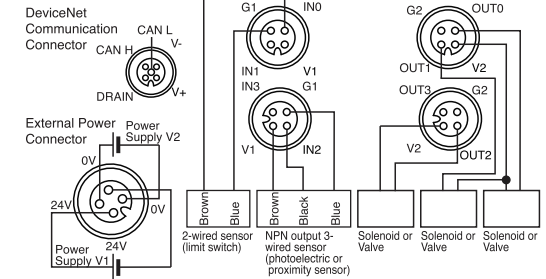 DeviceNet
Communication
Connector
CAN L
V-
CAN H
DRAIN
V+
External Power
Connector
Power
Supply V2
0V
24V
0V
24V
Power
Supply V1
G1
IN0
IN1
V1
IN3
G1
V1
IN2
Brown
Blue
Brown
Black
Blue
2-wired sensor
(limit switch)
NPN output 3-
wired sensor
(photoelectric or
proximity sensor)
G2
OUT0
OUT1
V2
OUT3
G2
V2
OUT2
Solenoid or
Valve
Solenoid or
Valve
Solenoid or
Valve